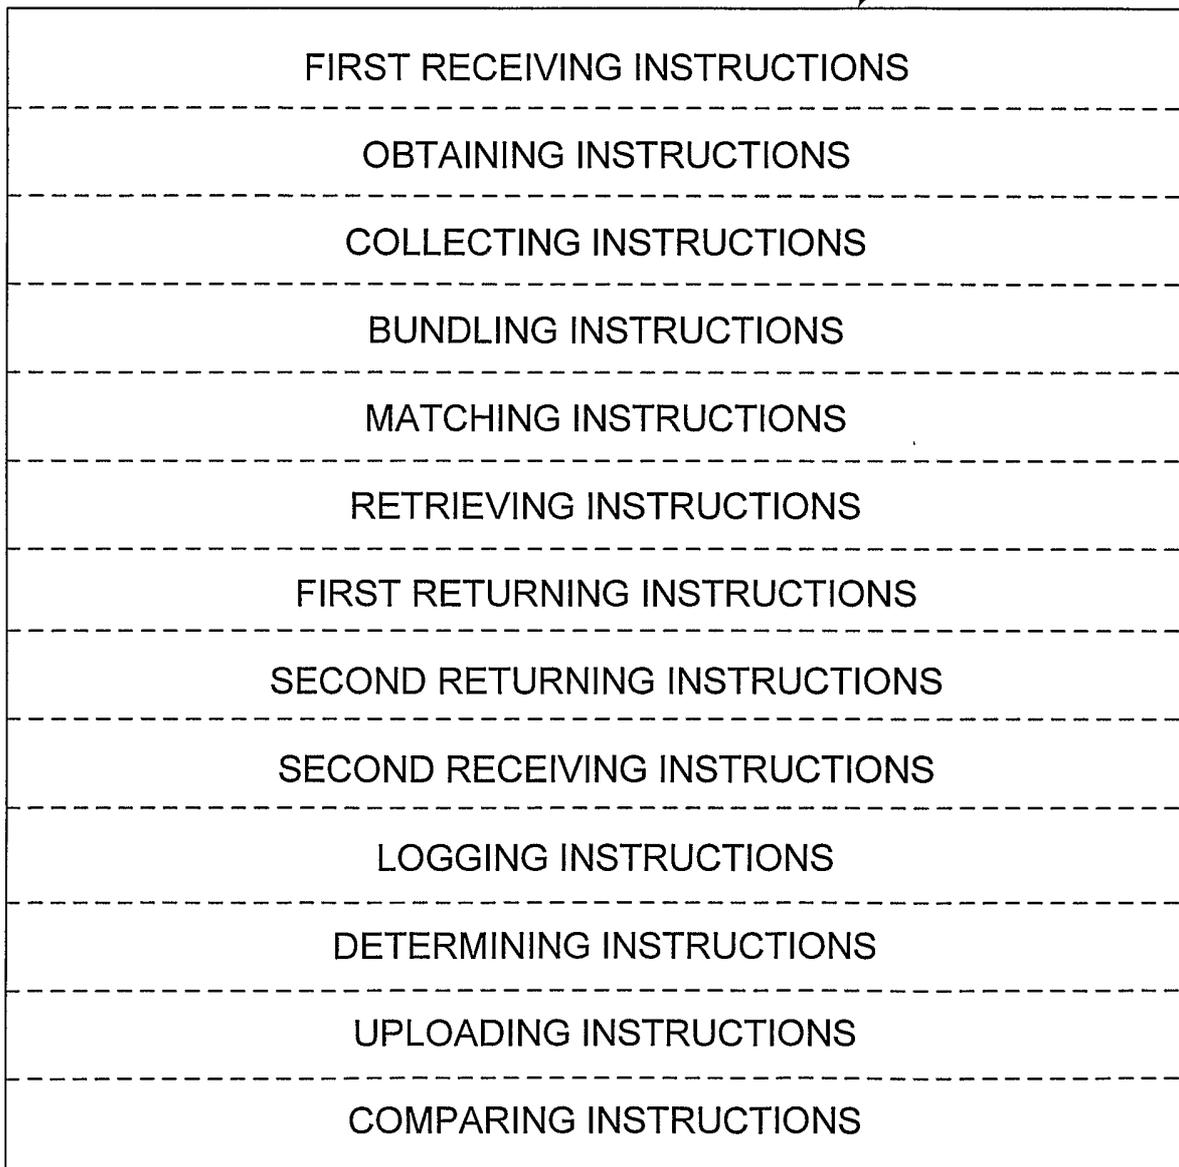 FIRST RECEIVING INSTRUCTIONS
OBTAINING INSTRUCTIONS
COLLECTING INSTRUCTIONS
BUNDLING INSTRUCTIONS
MATCHING INSTRUCTIONS
RETRIEVING INSTRUCTIONS
FIRST RETURNING INSTRUCTIONS
SECOND RETURNING INSTRUCTIONS
SECOND RECEIVING INSTRUCTIONS
LOGGING INSTRUCTIONS
DETERMINING INSTRUCTIONS
UPLOADING INSTRUCTIONS
COMPARING INSTRUCTIONS